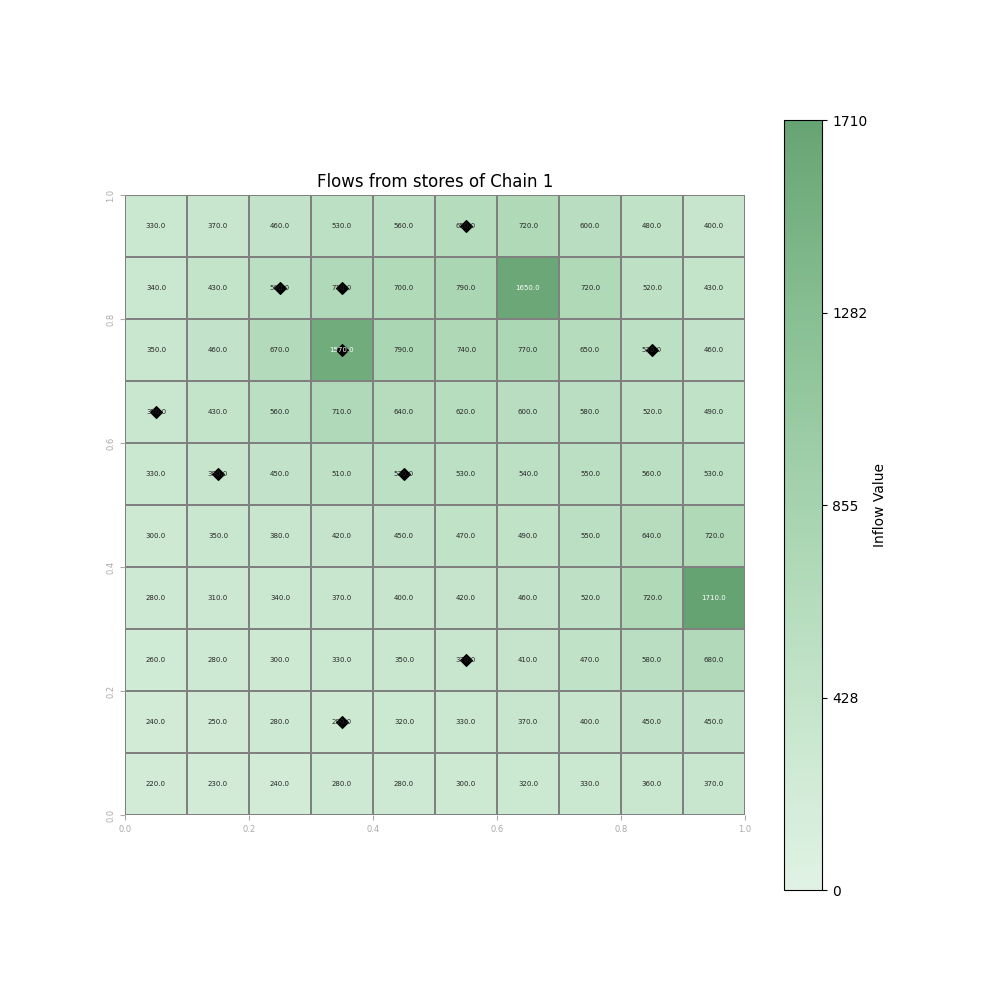 Flows from stores of Chain 1
1.0
330.0 370.0 460.0 530.0 560.0 720.0 600.0 480.0 400.0
340.0 430.0 700.0 790.0 1650.0 720.0 520.0 430.0
0.8
350.0 460.0 670.0 790.0 740.0 770.0 650.0 460.0
430.0 560.0 710.0 640.0 620.0 600.0 580.0 520.0 490.0
0.6
330.0 450.0 510.0 530.0 540.0 550.0 560.0 530.0
300.0 350.0 380.0 420.0 450.0 470.0 490.0 550.0 640.0 720.0
0.4
280.0 310.0 340.0 370.0 400.0 420.0 460.0 520.0 720.0 1710.0
260.0 280.0 300.0 330.0 350.0 410.0 470.0 580.0 680.0
0.2
240.0 250.0 280.0 320.0 330.0 370.0 400.0 450.0 450.0
220.0 230.0 240.0 280.0 280.0 300.0 320.0 330.0 360.0 370.0
0.0
0.0 0.2 0.4 0.6 0.8 1.0
1710
1282
855
428
0
Inflow Value